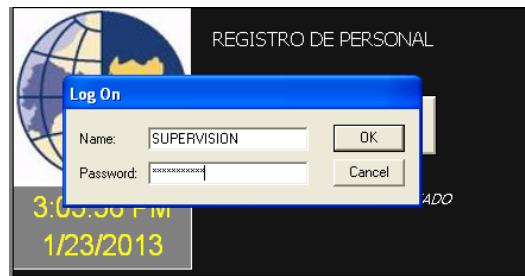 REGISTRO DE PERSONAL
Log On
Name: SUPERVISION OK
Password: ××××××××××× Cancel
1/23/2013